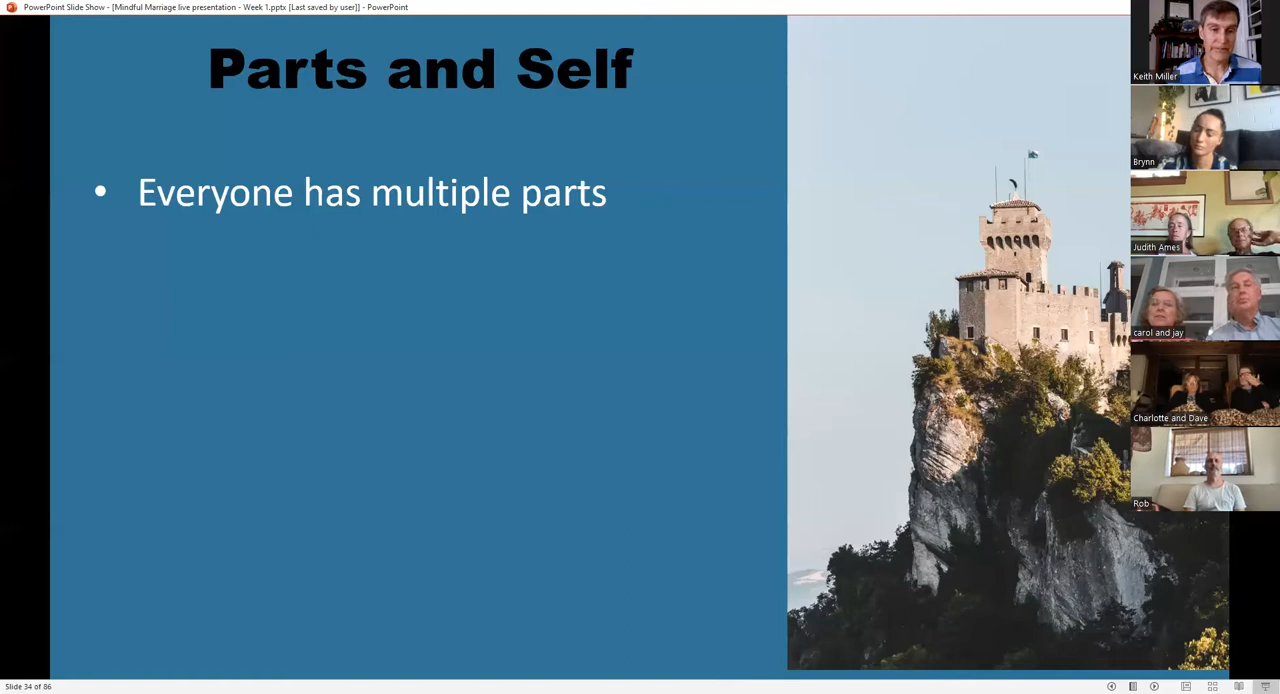 PowerPoint Slide Show - [Mindful Marriage live presentation - Week 1.pptx [Last saved by user]] - PowerPoint
Parts and Self
• Everyone has multiple parts
Keith Miller
Brynn
Judith Ames
carol and jay
Charlotte and Dave
Rob
Slide 34 of 86